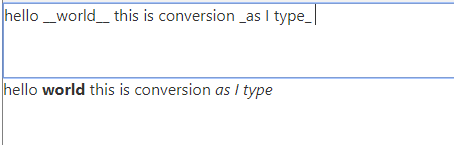 hello __world__ this is conversion _as I type_
hello world this is conversion as I type